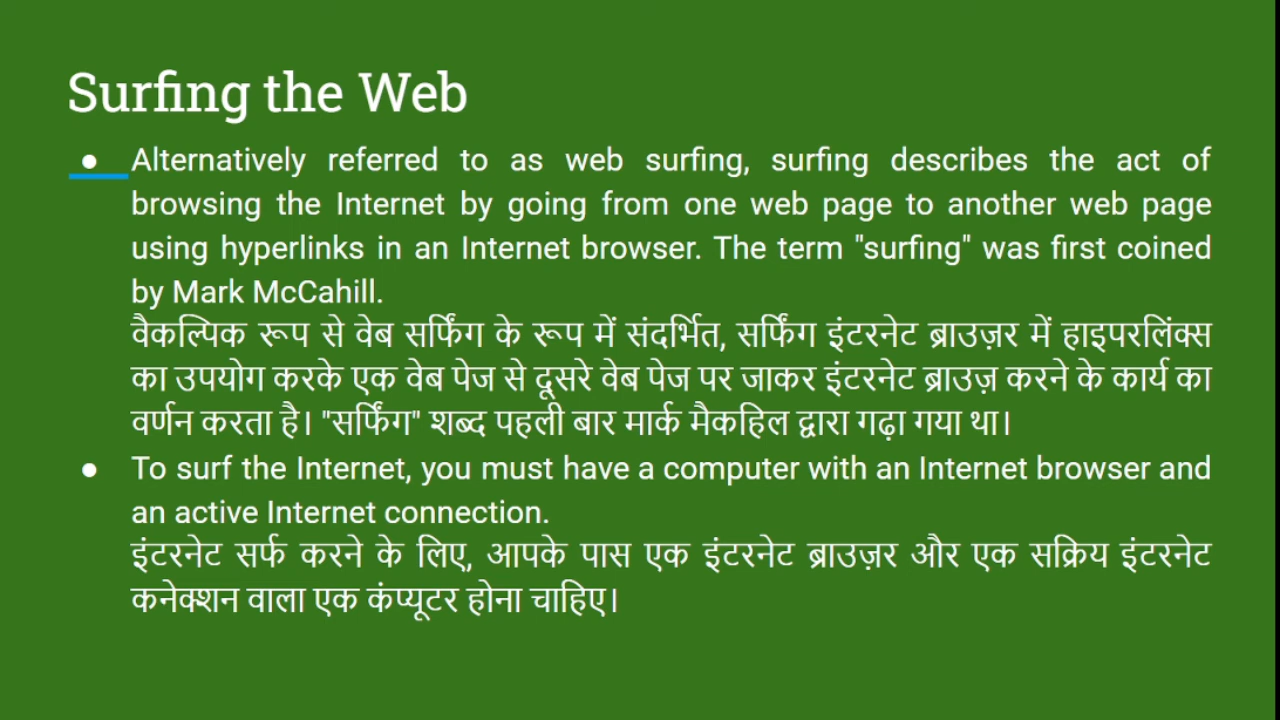 Surfing the Web
● Alternatively referred to as web surfing, surfing describes the act of
browsing the Internet by going from one web page to another web page
using hyperlinks in an Internet browser. The term "surfing" was first coined
by Mark McCahill.
वैकल्पिक रूप से वेब सर्फिंग के रूप में संदर्भित, सर्फिंग इंटरनेट ब्राउज़र में हाइपरलिंक्स
का उपयोग करके एक वेब पेज से दूसरे वेब पेज पर जाकर इंटरनेट ब्राउज़ करने के कार्य का
वर्णन करता है। "सर्फिंग" शब्द पहली बार मार्क मैकहिल द्वारा गढ़ा गया था।
● To surf the Internet, you must have a computer with an Internet browser and
an active Internet connection.
इंटरनेट सर्फ करने के लिए, आपके पास एक इंटरनेट ब्राउज़र और एक सक्रिय इंटरनेट
कनेक्शन वाला एक कंप्यूटर होना चाहिए।